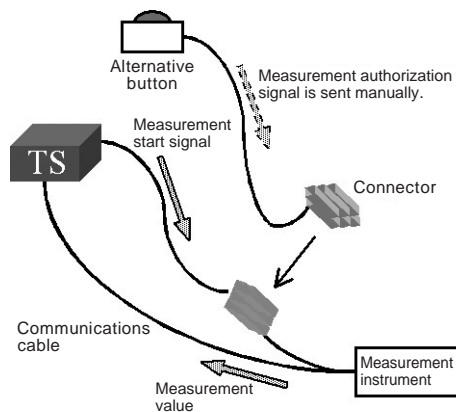 Alternative
button
Measurement authorization
signal is sent manually.
Measurement
start signal
TS
Connector
Communications
cable
Measurement
value
Measurement
instrument